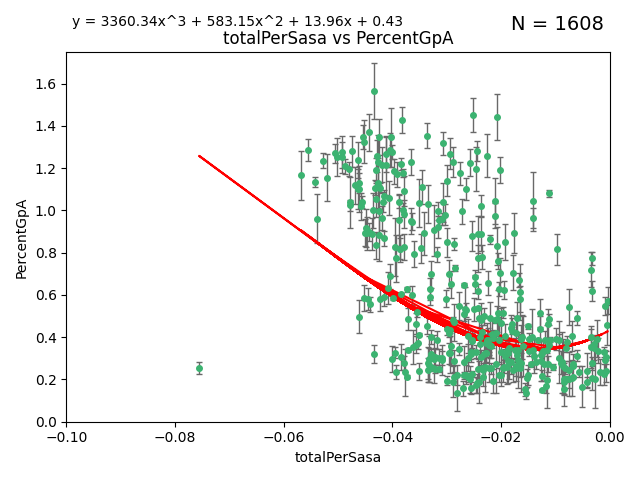 y = 3360.34x^3 + 583.15x^2 + 13.96x + 0.43
N = 1608
totalPerSasa vs PercentGpA
PercentGpA
1.6
1.4
1.2
1.0
0.8
0.6
0.4
0.2
0.0
−0.10 −0.08 −0.06 −0.04 −0.02 0.00
totalPerSasa